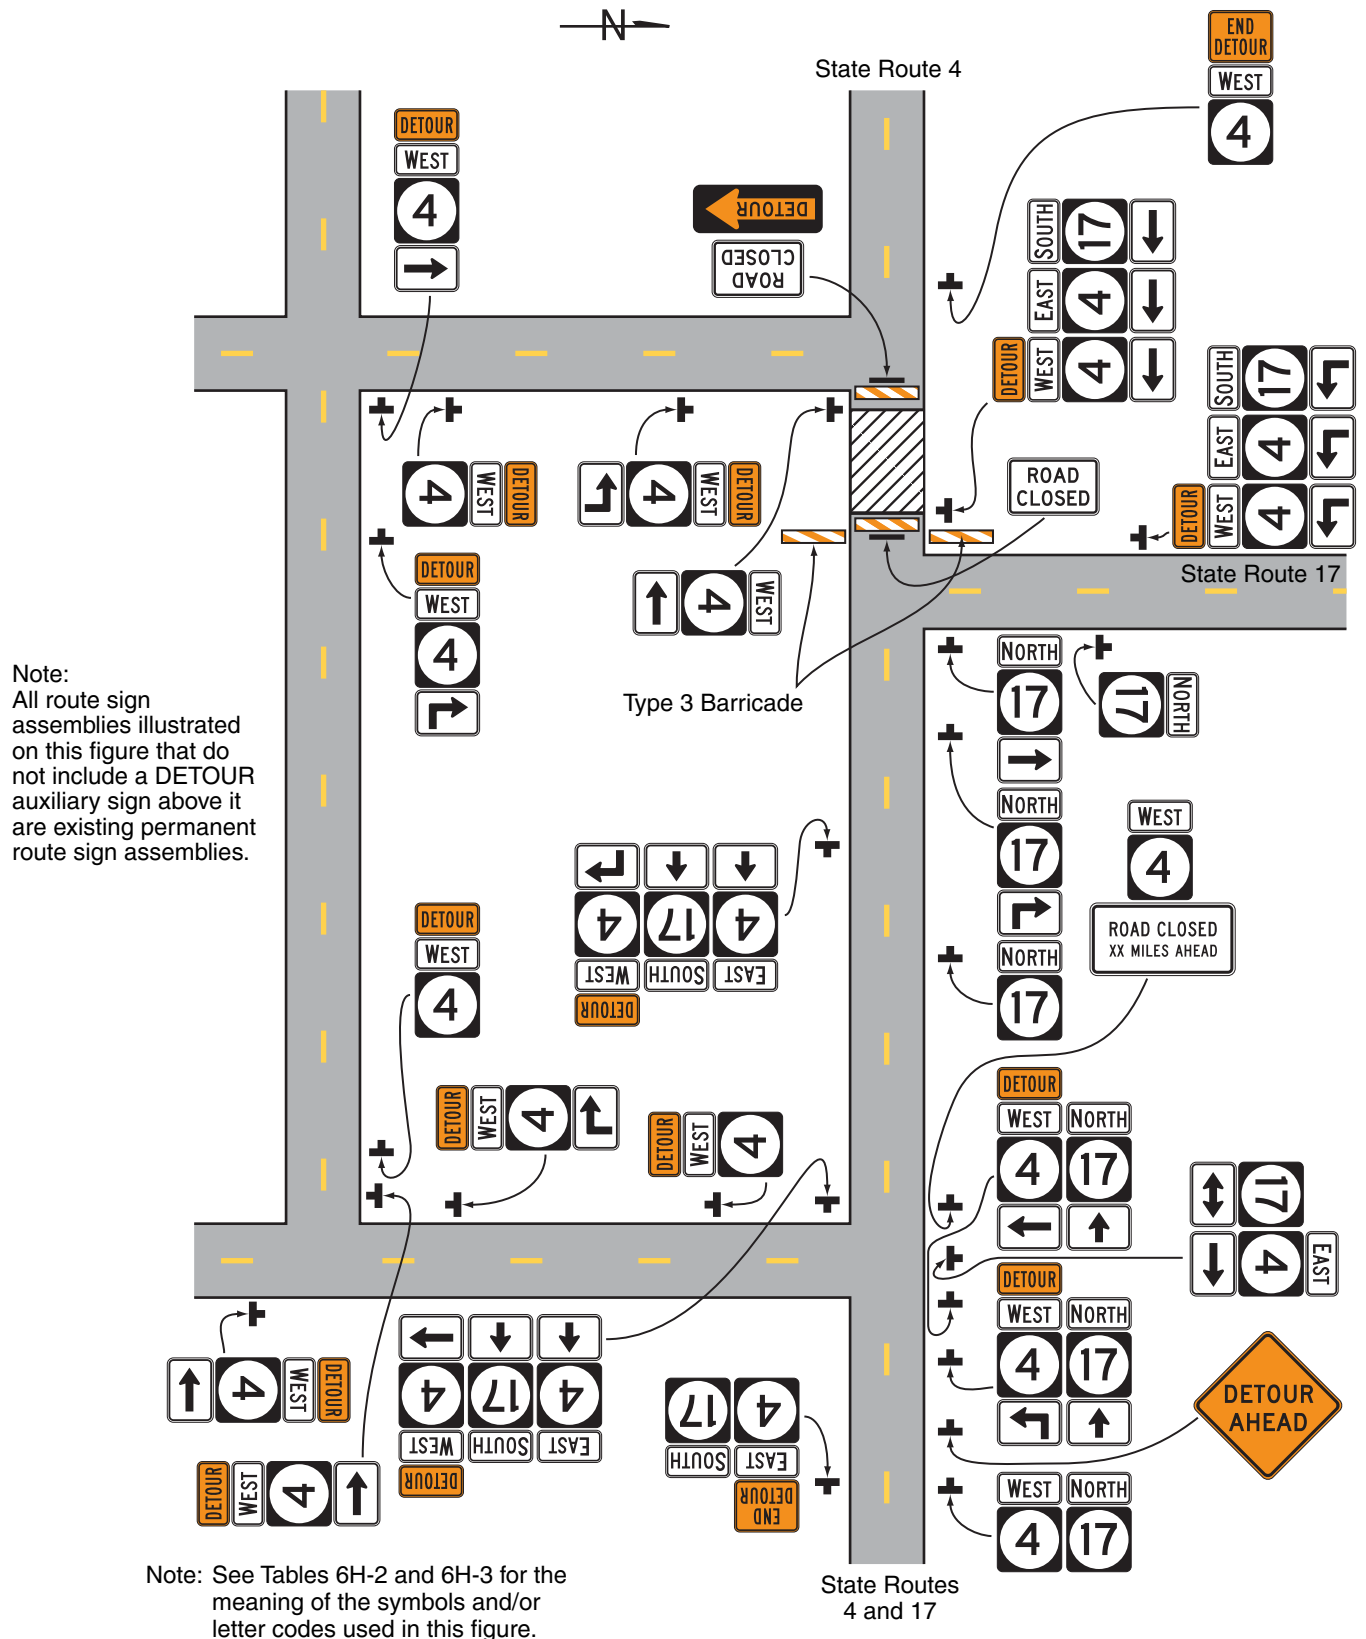 N
State Route 4
END
DETOUR
WEST
4
DETOUR
WEST
4
DETOUR
ROAD
CLOSED
SOUTH
17
EAST
4
DETOUR
WEST
4
SOUTH
17
EAST
4
DETOUR
WEST
4
ROAD
CLOSED
State Route 17
DETOUR
WEST
4
DETOUR
WEST
4
WEST
4
DETOUR
WEST
4
Type 3 Barricade
Note:
All route sign
assemblies illustrated
on this figure that do
not include a DETOUR
auxiliary sign above it
are existing permanent
route sign assemblies.
NORTH
17
NORTH
17
NORTH
17
NORTH
17
WEST
4
ROAD CLOSED
XX MILES AHEAD
EAST
4
SOUTH
17
DETOUR
WEST
4
DETOUR
WEST
4
DETOUR
WEST
4
DETOUR
WEST
4
DETOUR
WEST NORTH
4 17
17
EAST
4
DETOUR
WEST NORTH
4 17
DETOUR
AHEAD
WEST NORTH
4 17
DETOUR
WEST
4
DETOUR
WEST
4
EAST
4
SOUTH
17
DETOUR
WEST
4
END
DETOUR
EAST SOUTH
4 17
Note: See Tables 6H-2 and 6H-3 for the
meaning of the symbols and/or
letter codes used in this figure.
State Routes
4 and 17